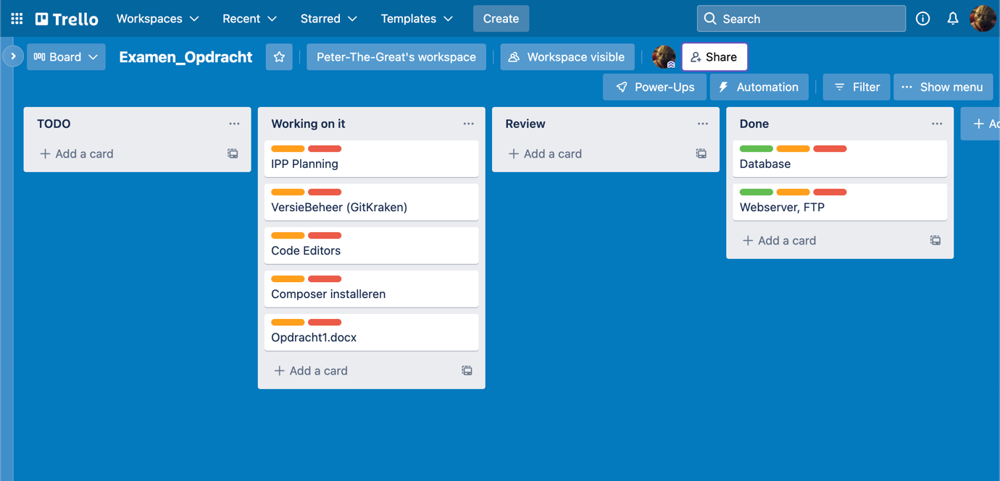 Trello Workspaces Recent Starred Templates Create Search
Board Examen_Opdracht Peter-The-Great's workspace Workspace visible Share
Power-Ups Automation Filter ... Show menu
TODO
+ Add a card
Working on it
IPP Planning
VersieBeheer (GitKraken)
Code Editors
Composer installeren
Opdracht1.docx
+ Add a card
Review
+ Add a card
Done
Database
Webserver, FTP
+ Add a card